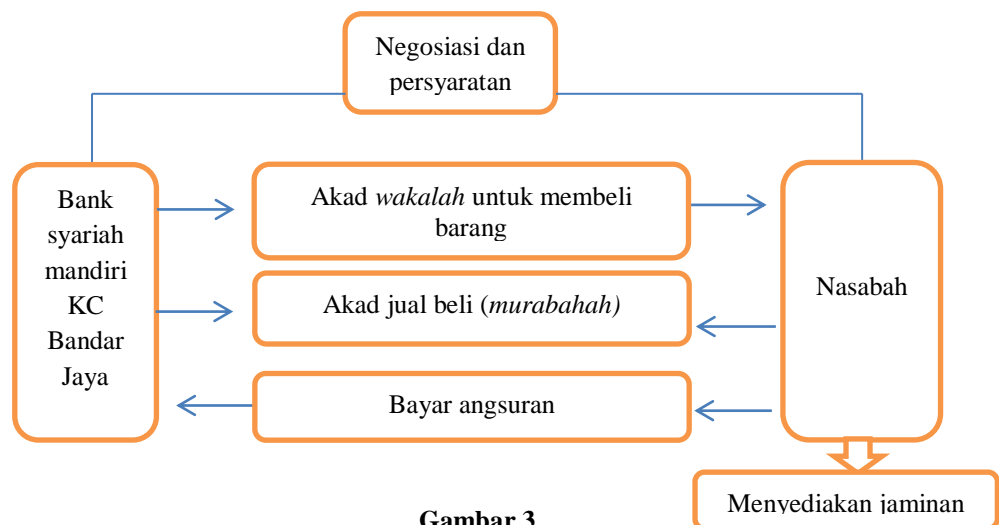 Negosiasi dan
persyaratan
Bank
syariah
mandiri
KC
Bandar
Jaya
Akad wakalah untuk membeli
barang
Akad jual beli (murabahah)
Bayar angsuran
Nasabah
Menyediakan jaminan
Gambar 3